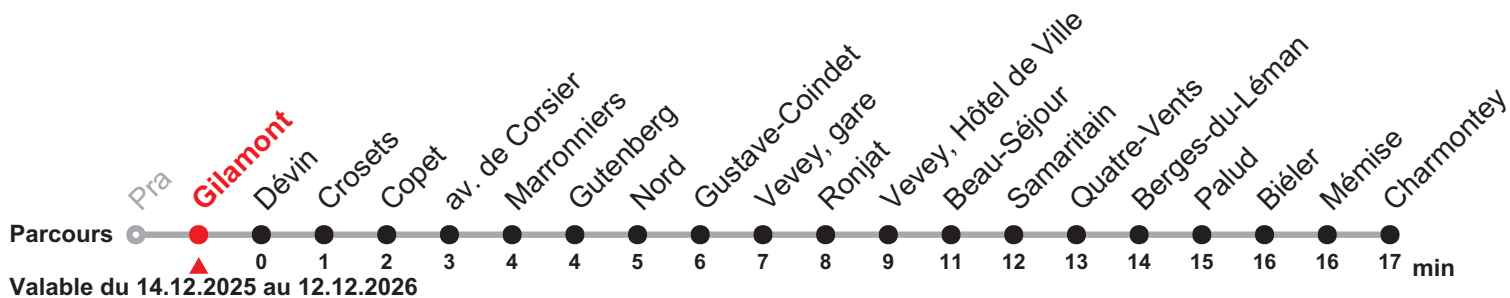 Pra
Gilamont
Dévin
Crosets
Copet
av. de Corsier
Marronniers
Gutenberg
Nord
Gustave-Coindet
Vevey, gare
Ronjat
Vevey, Hôtel de Ville
Beau-Séjour
Samaritain
Quatre-Vents
Berges-du-Léman
Palud
Biéler
Mémise
Charmontey
Parcours
0 1 2 3 4 4 5 6 7 8 9 11 12 13 14 15 16 16 17 min
Valable du 14.12.2025 au 12.12.2026